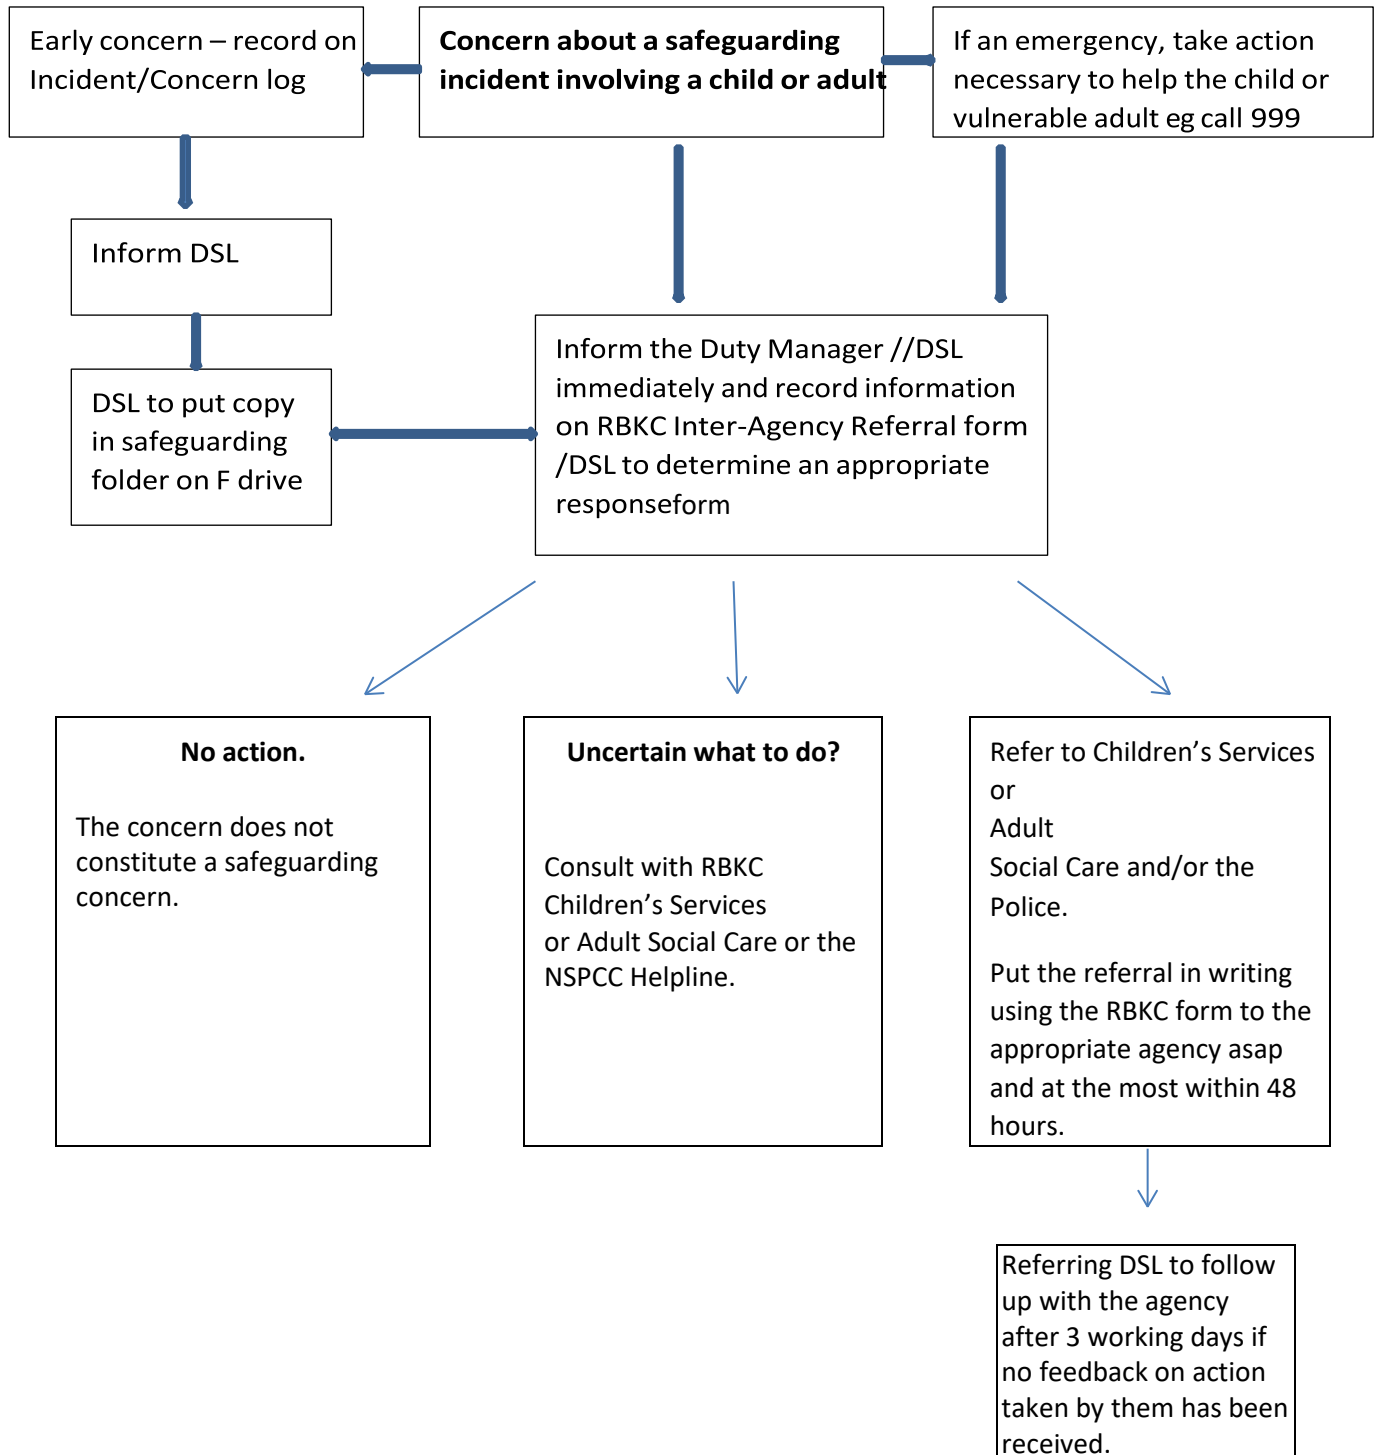 Early concern – record on
Incident/Concern log
Concern about a safeguarding
incident involving a child or adult
If an emergency, take action
necessary to help the child or
vulnerable adult eg call 999
Inform DSL
DSL to put copy
in safeguarding
folder on F drive
Inform the Duty Manager //DSL
immediately and record information
on RBKC Inter-Agency Referral form
/DSL to determine an appropriate
responseform
No action.
The concern does not
constitute a safeguarding
concern.
Uncertain what to do?
Consult with RBKC
Children’s Services
or Adult Social Care or the
NSPCC Helpline.
Refer to Children’s Services
or
Adult
Social Care and/or the
Police.
Put the referral in writing
using the RBKC form to the
appropriate agency asap
and at the most within 48
hours.
Referring DSL to follow
up with the agency
after 3 working days if
no feedback on action
taken by them has been
received.